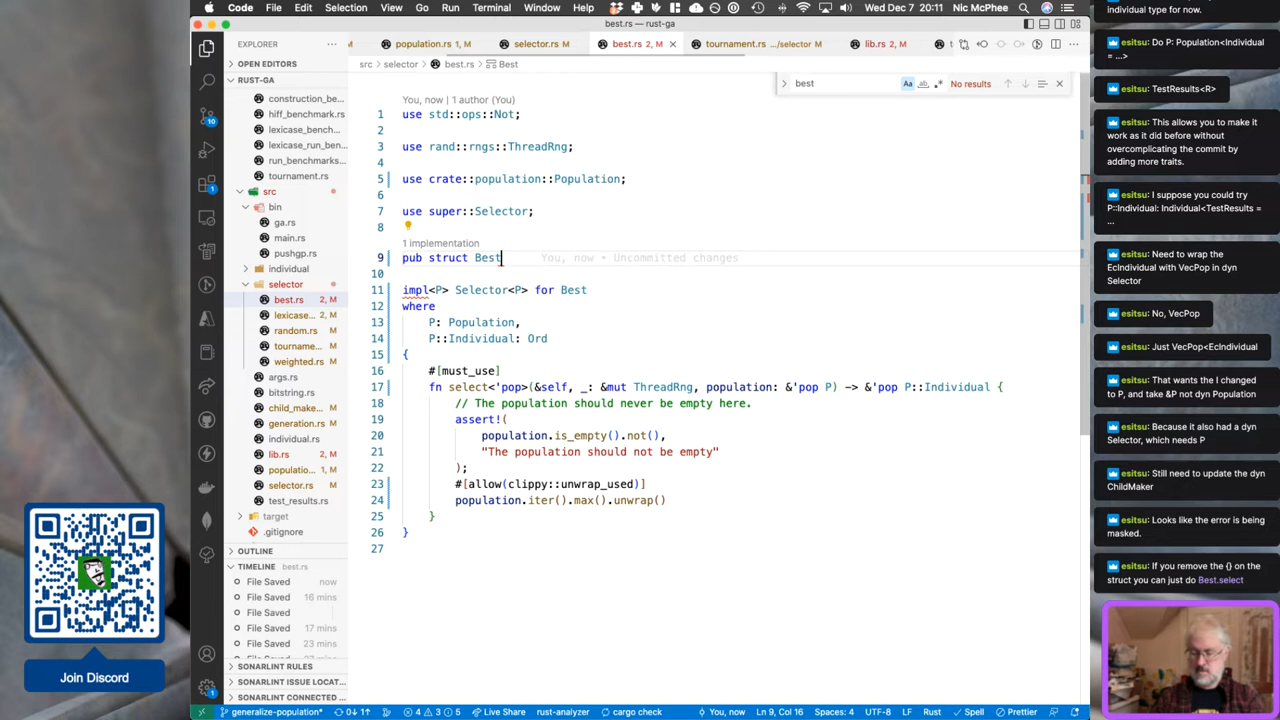 Code File Edit Selection View Go Run Terminal Window Help Wed Dec 7 20:11 Nic McPhee
best.rs — rust-ga
EXPLORER
population.rs 1, M
selector.rs M
best.rs 2, M
tournament.rs .../selector M
lib.rs 2, M
src > selector > best.rs > Best
best
Aa
No results
OPEN EDITORS
RUST-GA
construction_be...
hiff_benchmark.rs
lexicase_bench...
lexicase_run_ben...
run_benchmarks...
tournament.rs
src
bin
ga.rs
main.rs
pushgp.rs
individual
selector
best.rs 2, M
lexicase... 2, M
random.rs M
tourname... M
weighted.rs M
args.rs
bitstring.rs
child_make... M
generation.rs M
individual.rs
lib.rs 2, M
populatio... 1, M
selector.rs M
test_results.rs
target
.gitignore
OUTLINE
TIMELINE best.rs
File Saved now
File Saved 16 mins
File Saved
File Saved 17 mins
File Saved 23 mins
SONARLINT RULES
SONARLINT ISSUE LOCAT...
SONARLINT CONNECTED ...
You, now | 1 author (You)
1 use std::ops::Not;
2
3 use rand::rngs::ThreadRng;
4
5 use crate::population::Population;
6
7 use super::Selector;
8
1 implementation
9 pub struct Best You, now • Uncommitted changes
10
11 impl<P> Selector<P> for Best
12 where
13 P: Population,
14 P::Individual: Ord
15 {
16 #[must_use]
17 fn select<'pop>(&self, _: &mut ThreadRng, population: &'pop P) -> &'pop P::Individual {
18 // The population should never be empty here.
19 assert!(
20 population.is_empty().not(),
21 "The population should not be empty"
22 );
23 #[allow(clippy::unwrap_used)]
24 population.iter().max().unwrap()
25 }
26 }
27
generalize-population* 0↓ 1↑ 4 3 5 Live Share rust-analyzer cargo check You, now Ln 9, Col 16 Spaces: 4 UTF-8 LF Rust Spell Prettier
Join Discord
individual type for now.
esitsu: Do P: Population<Individual = ...>
esitsu: TestResults<R>
esitsu: This allows you to make it work as it did before without overcomplicating the commit by adding more traits.
esitsu: I suppose you could try P::Individual: Individual<TestResults = ...
esitsu: Need to wrap the EcIndividual with VecPop in dyn Selector
esitsu: No, VecPop
esitsu: Just VecPop<EcIndividual
esitsu: That wants the I changed to P, and take &P not dyn Population
esitsu: Because it also had a dyn Selector, which needs P
esitsu: Still need to update the dyn ChildMaker
esitsu: Looks like the error is being masked.
esitsu: If you remove the {} on the struct you can just do Best.select